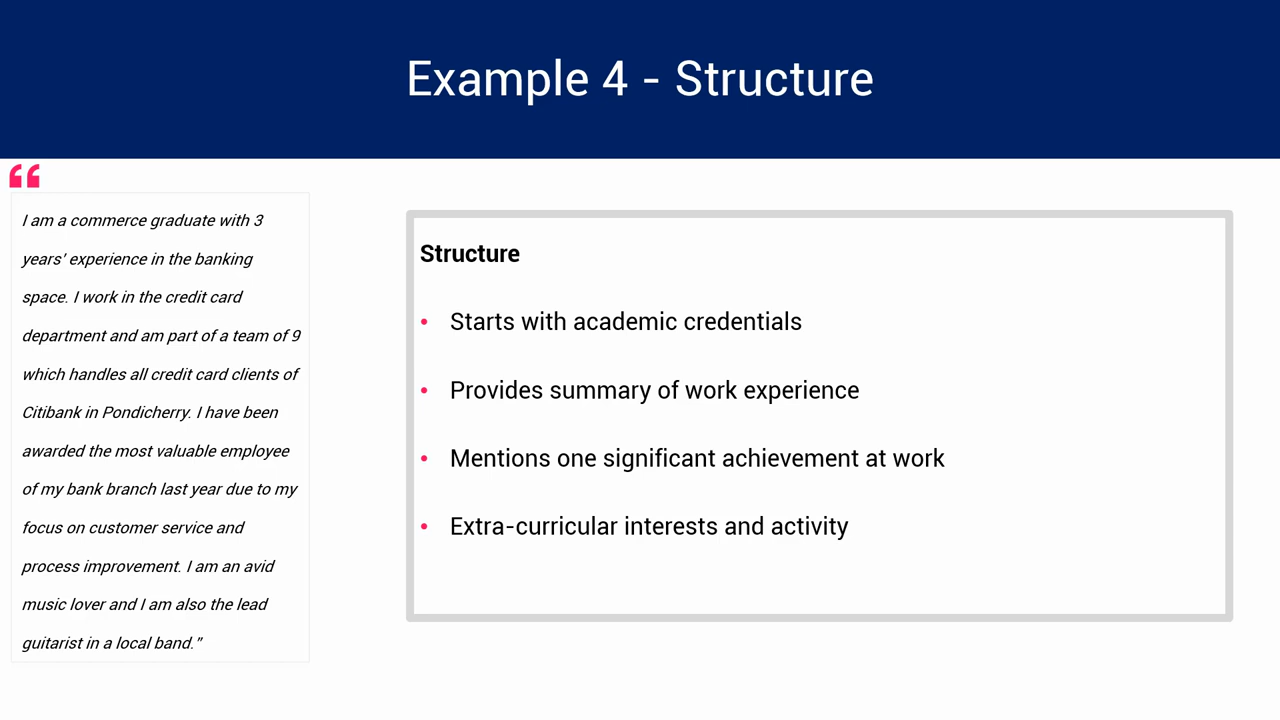 Example 4 - Structure
“
I am a commerce graduate with 3
years' experience in the banking
space. I work in the credit card
department and am part of a team of 9
which handles all credit card clients of
Citibank in Pondicherry. I have been
awarded the most valuable employee
of my bank branch last year due to my
focus on customer service and
process improvement. I am an avid
music lover and I am also the lead
guitarist in a local band.”
Structure
• Starts with academic credentials
• Provides summary of work experience
• Mentions one significant achievement at work
• Extra-curricular interests and activity